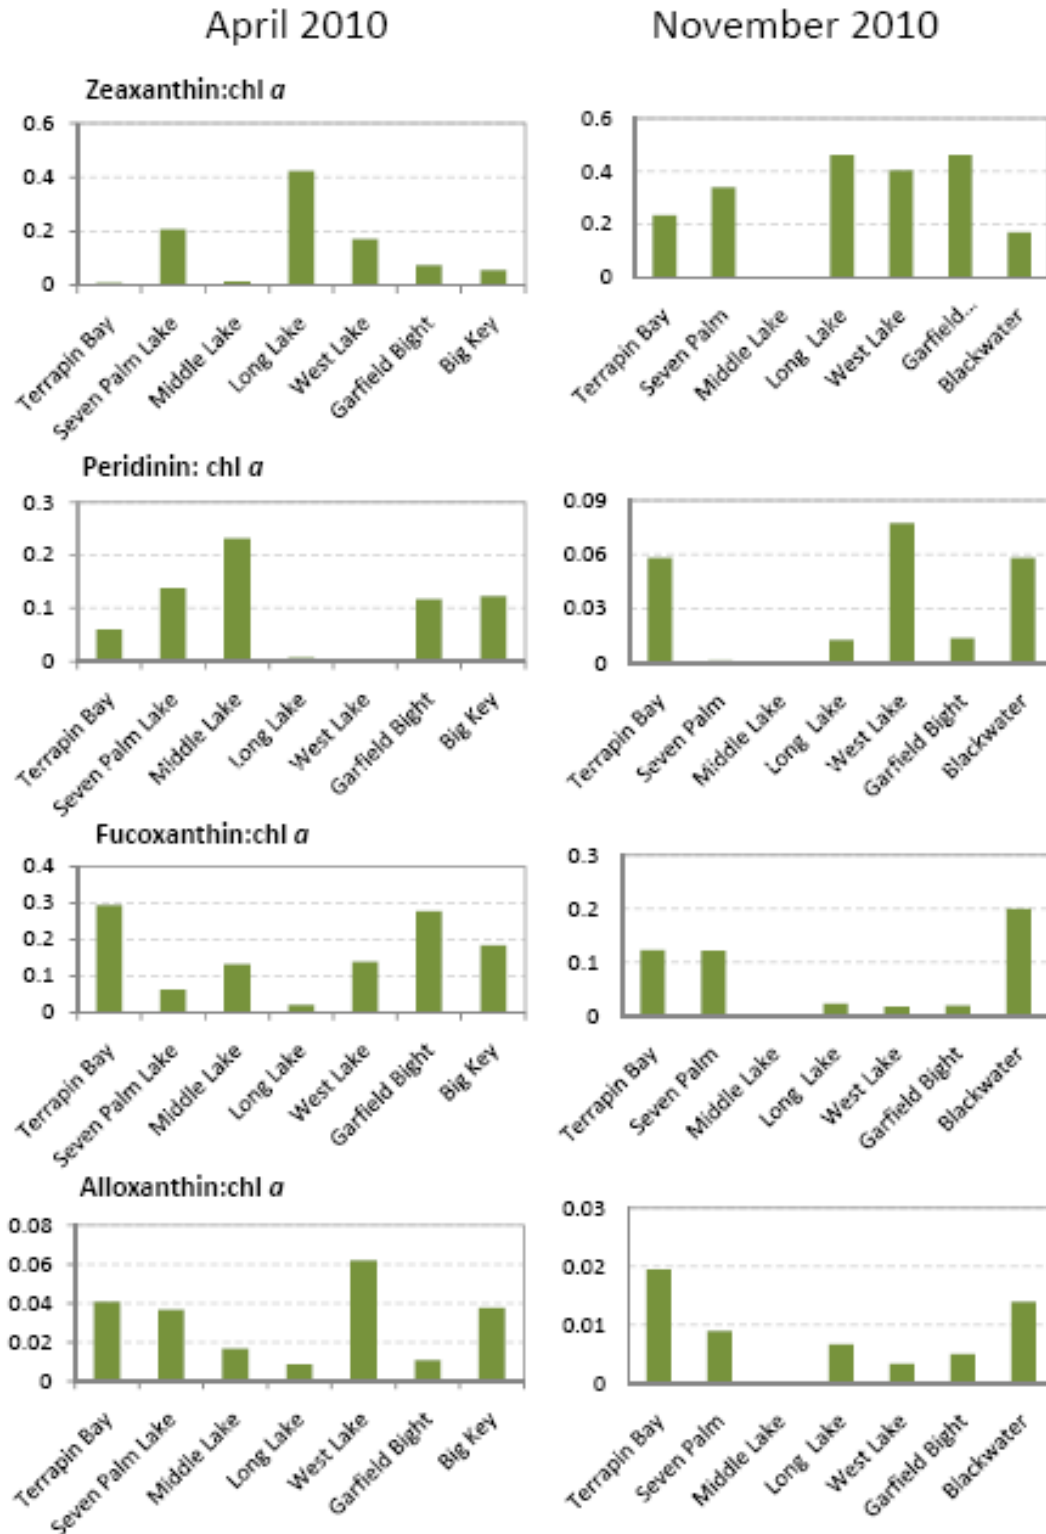 April 2010
November 2010
Zeaxanthin:chl a
0.6
0.4
0.2
0
Terrapin Bay
Seven Palm Lake
Middle Lake
Long Lake
West Lake
Garfield Bight
Big Key
0.6
0.4
0.2
0
Terrapin Bay
Seven Palm
Middle Lake
Long Lake
West Lake
Garfield...
Blackwater
Peridinin: chl a
0.3
0.2
0.1
0
Terrapin Bay
Seven Palm Lake
Middle Lake
Long Lake
West Lake
Garfield Bight
Big Key
0.09
0.06
0.03
0
Terrapin Bay
Seven Palm
Middle Lake
Long Lake
West Lake
Garfield Bight
Blackwater
Fucoxanthin:chl a
0.4
0.3
0.2
0.1
0
Terrapin Bay
Seven Palm Lake
Middle Lake
Long Lake
West Lake
Garfield Bight
Big Key
0.3
0.2
0.1
0
Terrapin Bay
Seven Palm
Middle Lake
Long Lake
West Lake
Garfield Bight
Blackwater
Alloxanthin:chl a
0.08
0.06
0.04
0.02
0
Terrapin Bay
Seven Palm Lake
Middle Lake
Long Lake
West Lake
Garfield Bight
Big Key
0.03
0.02
0.01
0
Terrapin Bay
Seven Palm
Middle Lake
Long Lake
West Lake
Garfield Bight
Blackwater